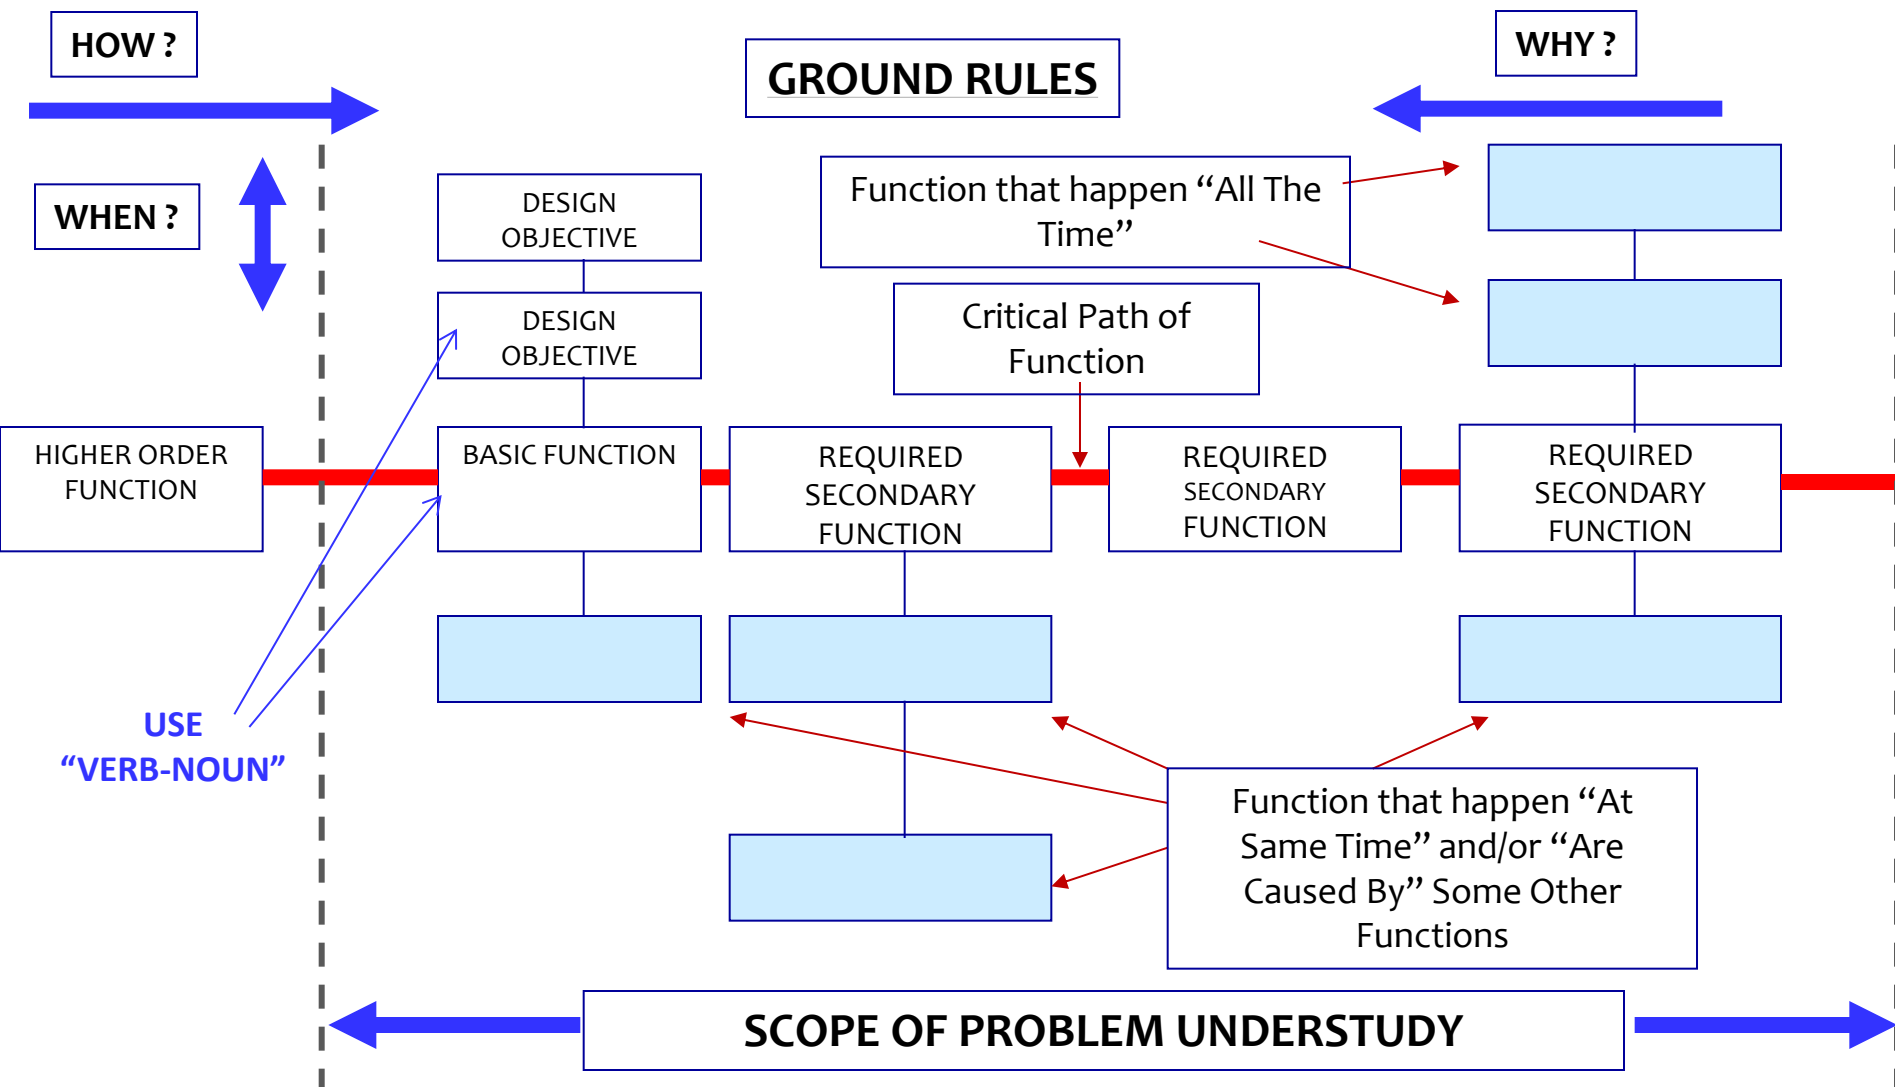 HOW ?
GROUND RULES
WHY ?
WHEN ?
DESIGN
OBJECTIVE
Function that happen “All The
Time”
DESIGN
OBJECTIVE
Critical Path of
Function
HIGHER ORDER
FUNCTION
BASIC FUNCTION
REQUIRED
SECONDARY
FUNCTION
REQUIRED
SECONDARY
FUNCTION
REQUIRED
SECONDARY
FUNCTION
USE
“VERB-NOUN”
Function that happen “At
Same Time” and/or “Are
Caused By” Some Other
Functions
SCOPE OF PROBLEM UNDERSTUDY